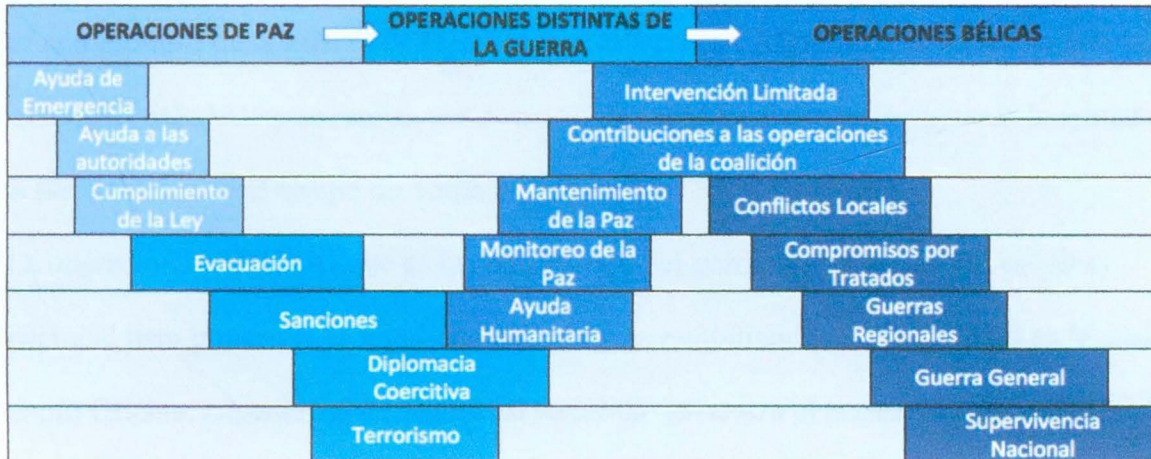 OPERACIONES DE PAZ
OPERACIONES DISTINTAS DE
LA GUERRA
OPERACIONES BÉLICAS
Ayuda de
Emergencia
Intervención Limitada
Ayuda a las
autoridades
Contribuciones a las operaciones
de la coalición
Cumplimiento
de la Ley
Mantenimiento
de la Paz
Conflictos Locales
Evacuación
Monitoreo de la
Paz
Compromisos por
Tratados
Sanciones
Ayuda
Humanitaria
Guerras
Regionales
Diplomacia
Coercitiva
Guerra General
Terrorismo
Supervivencia
Nacional